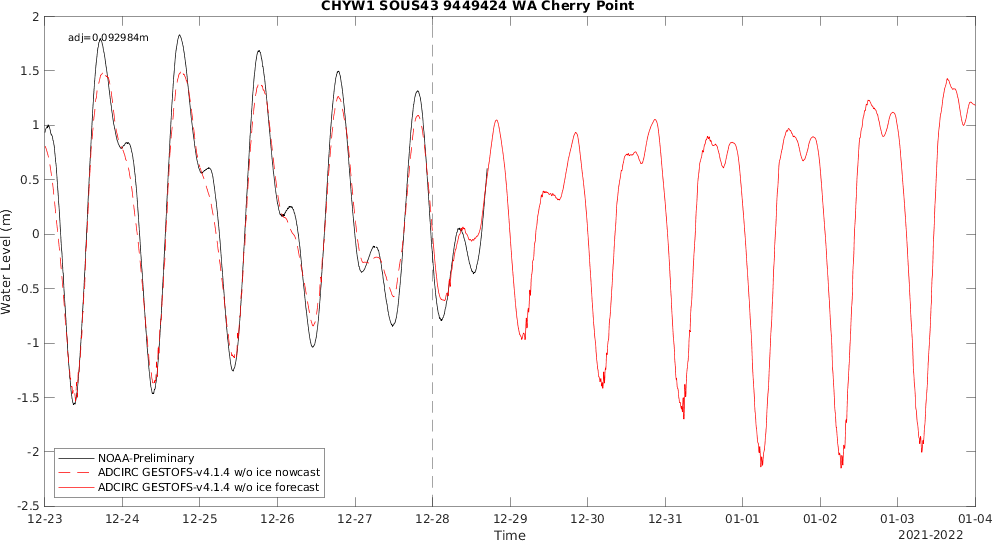 CHYW1 SOUS43 9449424 WA Cherry Point
adj=0.092984m
2
1.5
1
0.5
0
-0.5
-1
-1.5
-2
-2.5
Water Level (m)
NOAA-Preliminary
ADCIRC GESTOFS-v4.1.4 w/o ice nowcast
ADCIRC GESTOFS-v4.1.4 w/o ice forecast
12-23 12-24 12-25 12-26 12-27 12-28 12-29 12-30 12-31 01-01 01-02 01-03 01-04
Time
2021-2022